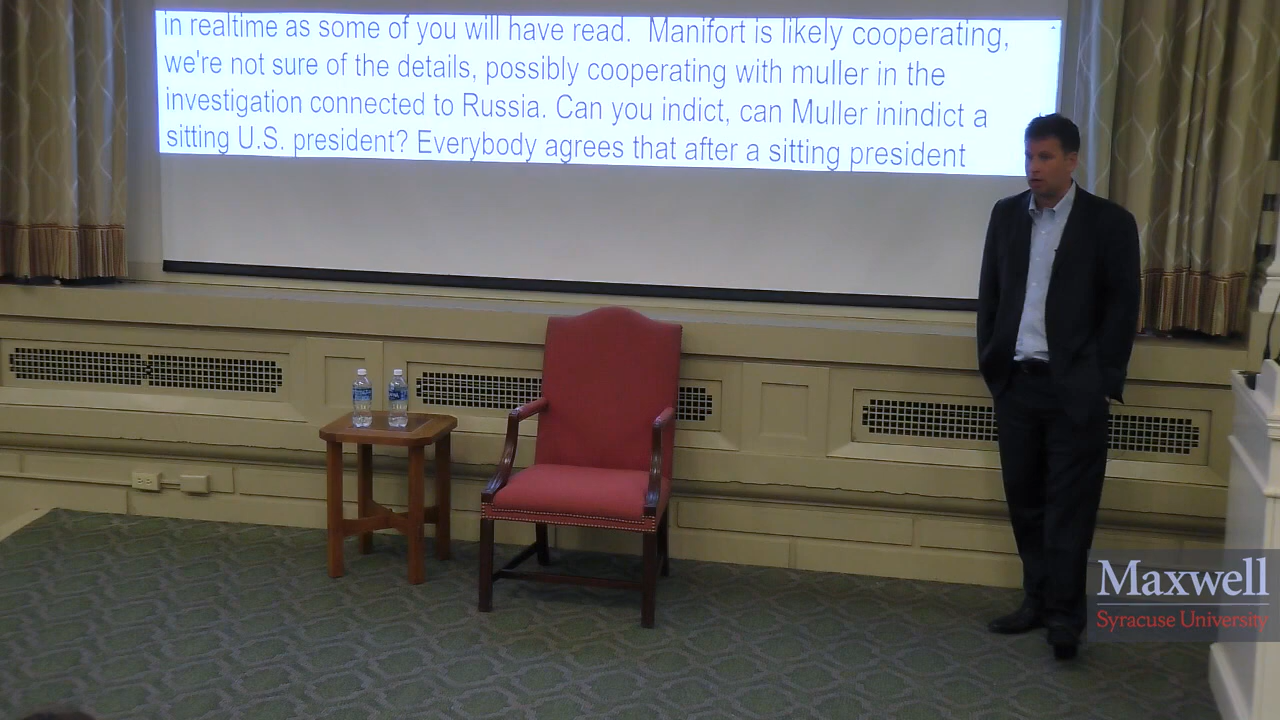 in realtime as some of you will have read.  Manifort is likely cooperating,
we're not sure of the details, possibly cooperating with muller in the
investigation connected to Russia. Can you indict, can Muller inindict a
sitting U.S. president? Everybody agrees that after a sitting president
Maxwell
Syracuse University